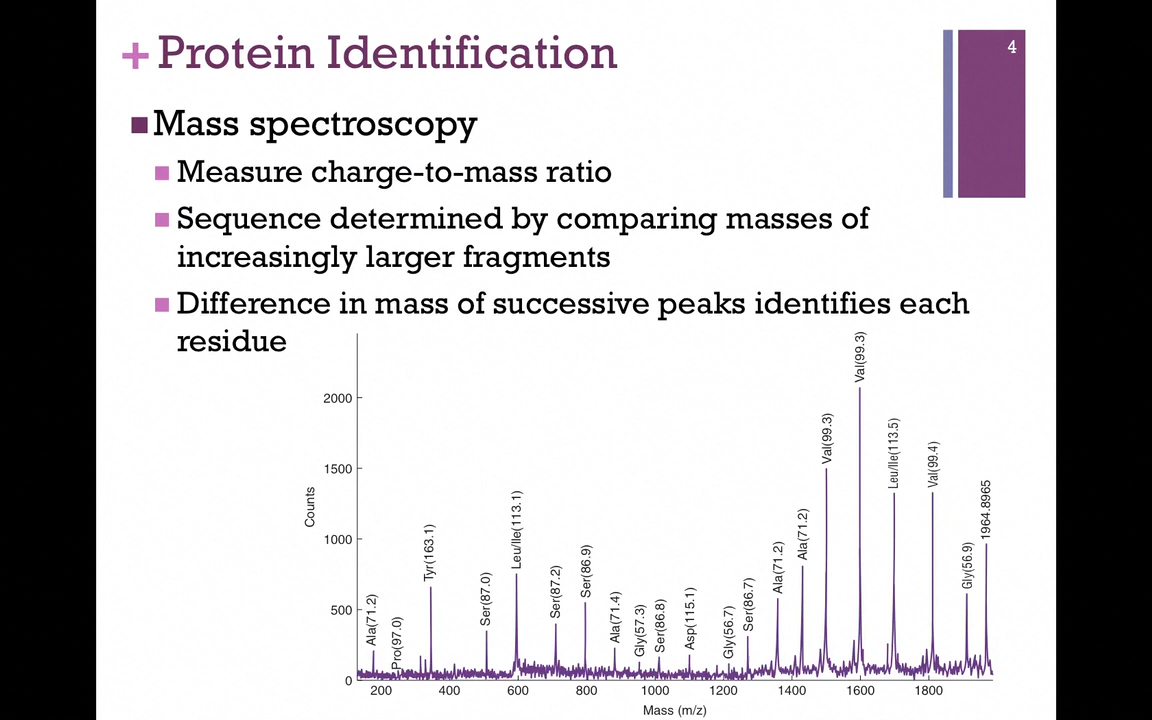 + Protein Identification
4
Mass spectroscopy
Measure charge-to-mass ratio
Sequence determined by comparing masses of
increasingly larger fragments
Difference in mass of successive peaks identifies each
residue
Counts
2000
1500
1000
500
0
Ala(71.2)
Pro(97.0)
Tyr(163.1)
Ser(87.0)
Leu/Ile(113.1)
Ser(87.2)
Ser(86.9)
Ala(71.4)
Gly(57.3)
Ser(86.8)
Asp(115.1)
Gly(56.7)
Ser(86.7)
Ala(71.2)
Ala(71.2)
Val(99.3)
Val(99.3)
Leu/Ile(113.5)
Val(99.4)
Gly(56.9)
1964.8965
200 400 600 800 1000 1200 1400 1600 1800
Mass (m/z)